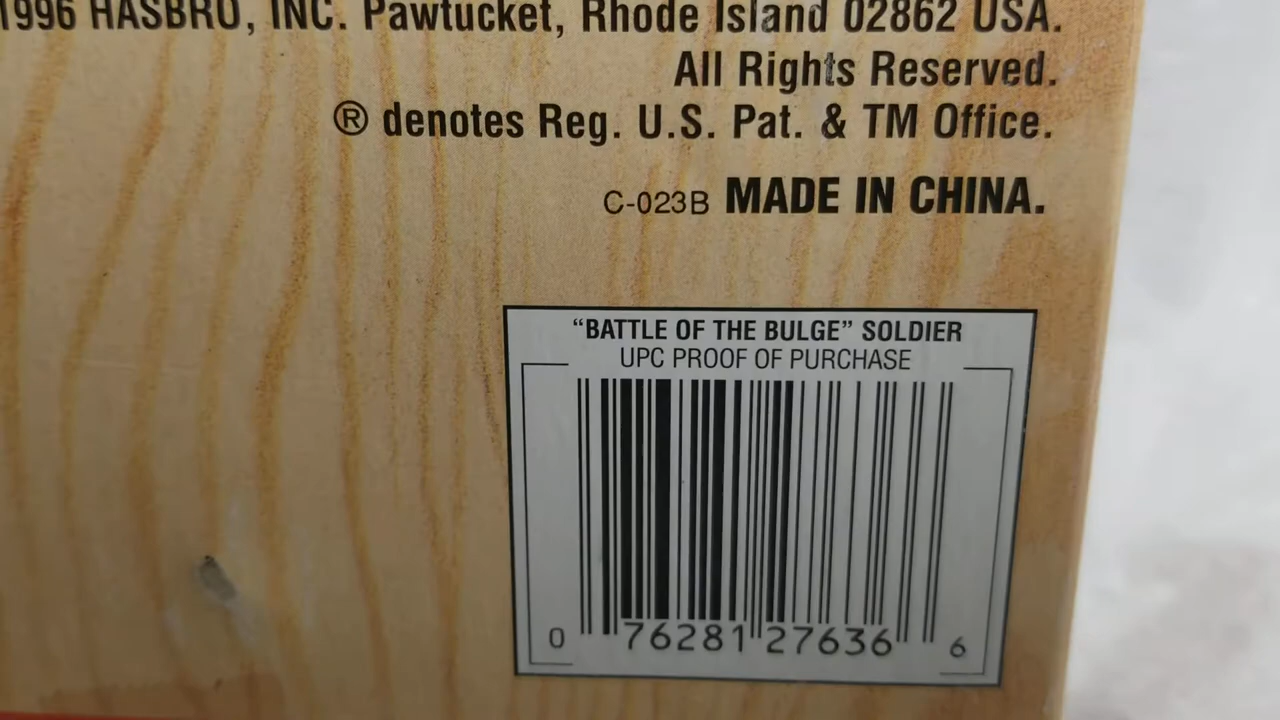 1996 HASBRO, INC. Pawtucket, Rhode Island 02862 USA.
All Rights Reserved.
® denotes Reg. U.S. Pat. & TM Office.
C-023B MADE IN CHINA.
“BATTLE OF THE BULGE” SOLDIER
UPC PROOF OF PURCHASE
0 76281 27636 6